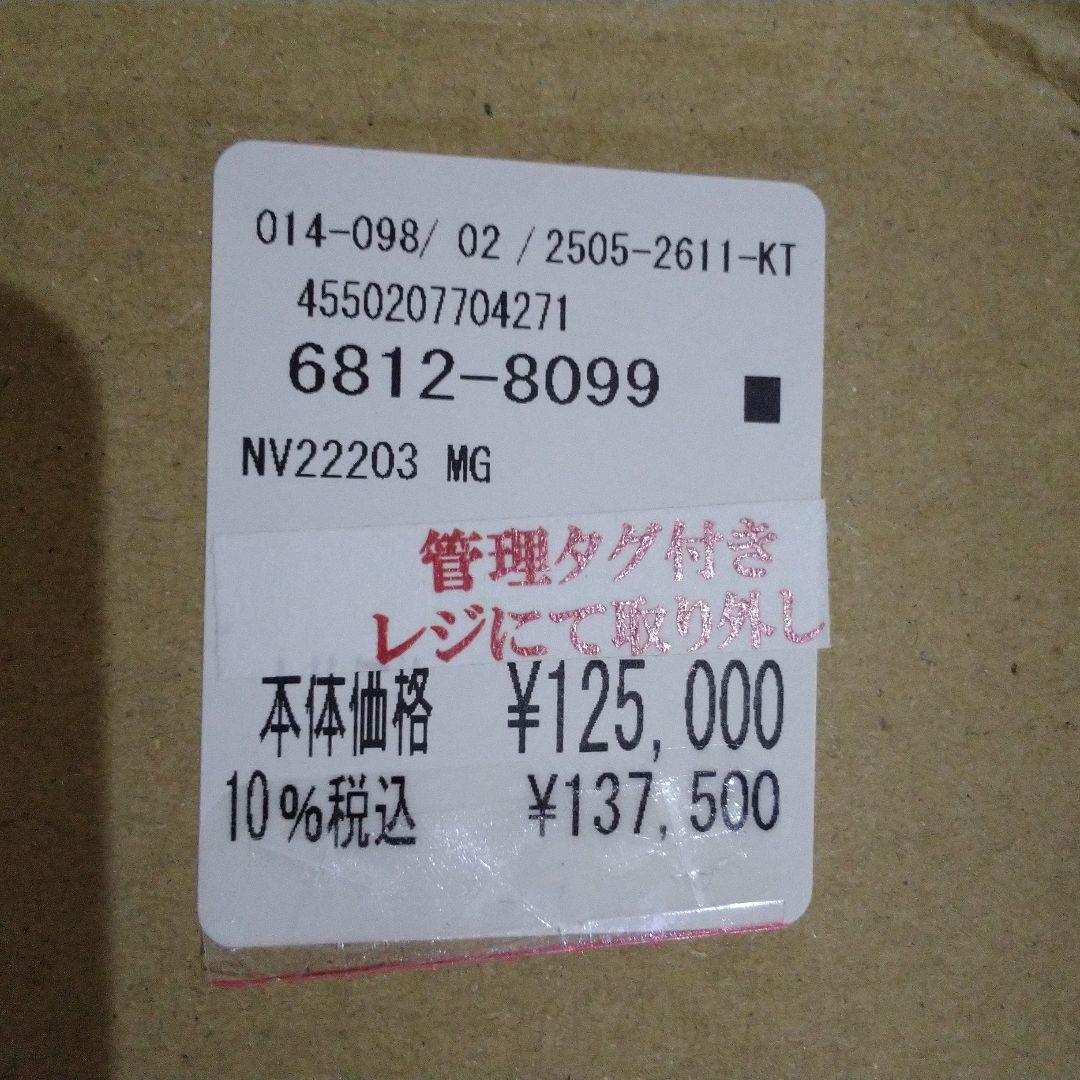 014-098/ 02 /2505-2611-KT
4550207704271
6812-8099 ■
NV22203 MG
管理タグ付き
レジにて取り外し
本体価格 ¥125,000
10%税込 ¥137,500